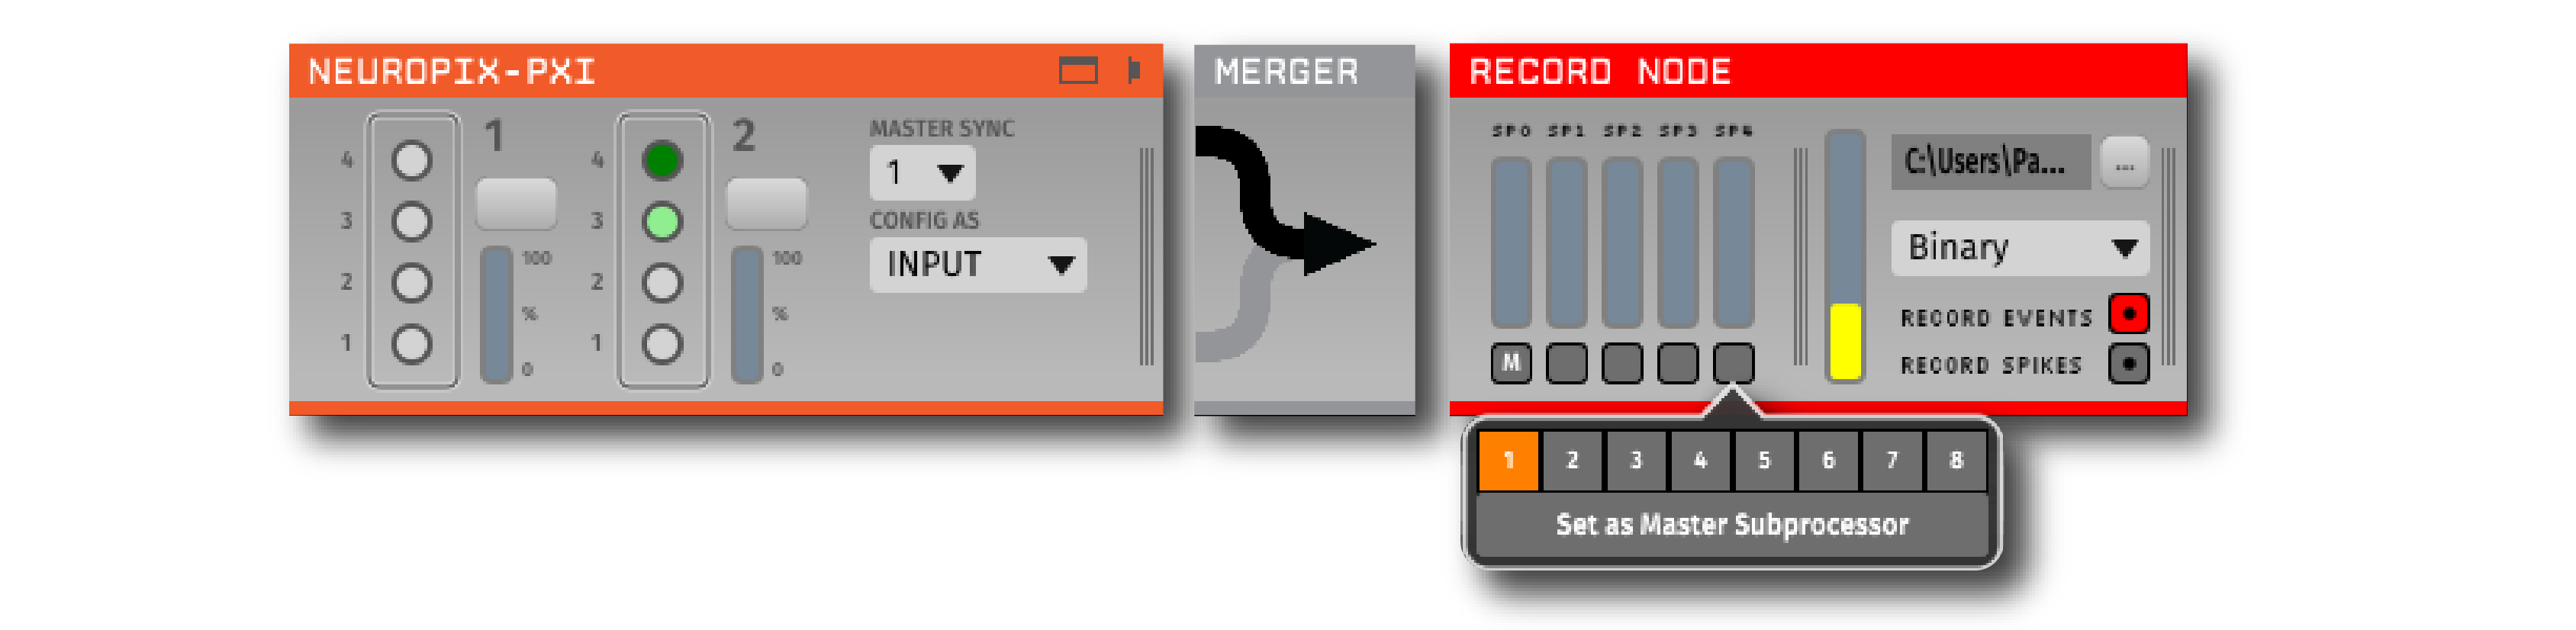 NEUROPIX-PXI
1
4
3
2
1
100
%
0
2
4
3
2
1
100
%
0
MASTER SYNC
1
CONFIG AS
INPUT
MERGER
RECORD NODE
SP0 SP1 SP2 SP3 SP4
M
C:\Users\Pa...
...
Binary
RECORD EVENTS
RECORD SPIKES
1 2 3 4 5 6 7 8
Set as Master Subprocessor